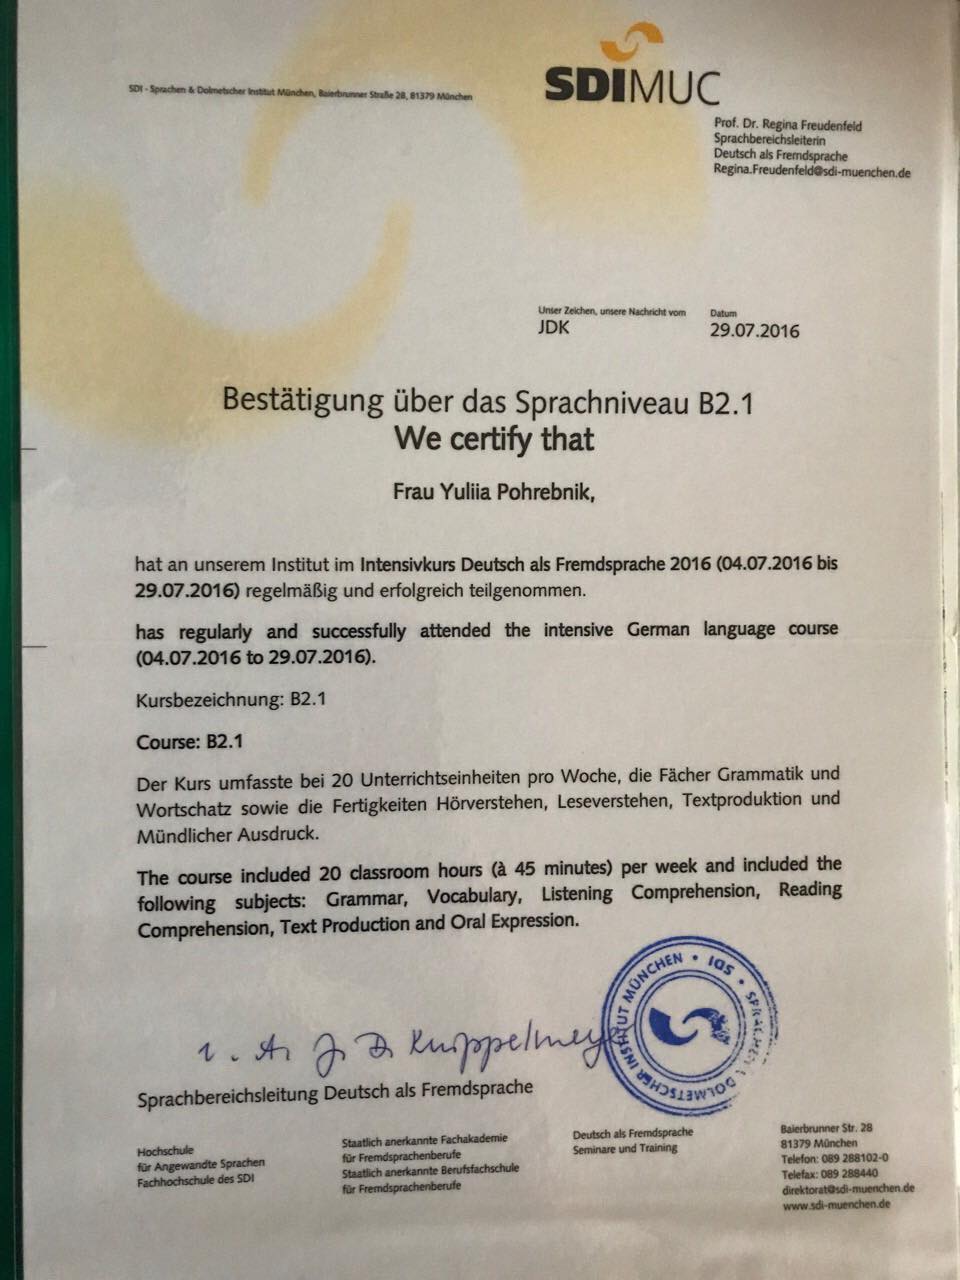 SDI - Sprachen & Dolmetscher Institut München, Baierbrunner Straße 28, 81379 München
SDIMUC
Prof. Dr. Regina Freudenfeld
Sprachbereichsleiterin
Deutsch als Fremdsprache
Regina.Freudenfeld@sdi-muenchen.de
Unser Zeichen, unsere Nachricht vom
JDK
Datum
29.07.2016
Bestätigung über das Sprachniveau B2.1
We certify that
Frau Yuliia Pohrebnik,
hat an unserem Institut im Intensivkurs Deutsch als Fremdsprache 2016 (04.07.2016 bis
29.07.2016) regelmäßig und erfolgreich teilgenommen.
has regularly and successfully attended the intensive German language course
(04.07.2016 to 29.07.2016).
Kursbezeichnung: B2.1
Course: B2.1
Der Kurs umfasste bei 20 Unterrichtseinheiten pro Woche, die Fächer Grammatik und
Wortschatz sowie die Fertigkeiten Hörverstehen, Leseverstehen, Textproduktion und
Mündlicher Ausdruck.
The course included 20 classroom hours (à 45 minutes) per week and included the
following subjects: Grammar, Vocabulary, Listening Comprehension, Reading
Comprehension, Text Production and Oral Expression.
DOLMETSCHER INSTITUT MÜNCHEN • SDI •
i. A. J. D. Knippelmeyer
Sprachbereichsleitung Deutsch als Fremdsprache
Hochschule
für Angewandte Sprachen
Fachhochschule des SDI
Staatlich anerkannte Fachakademie
für Fremdsprachenberufe
Staatlich anerkannte Berufsfachschule
für Fremdsprachenberufe
Deutsch als Fremdsprache
Seminare und Training
Baierbrunner Str. 28
81379 München
Telefon: 089 288102-0
Telefax: 089 288440
direktorat@sdi-muenchen.de
www.sdi-muenchen.de